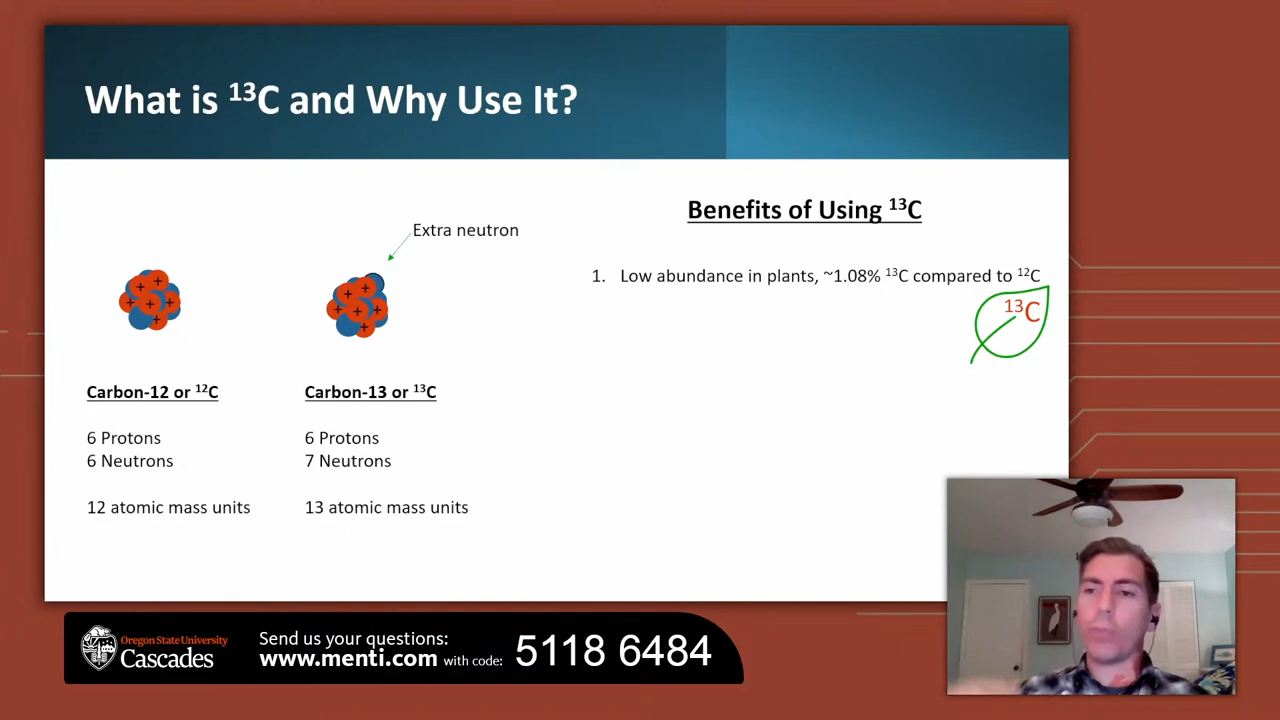 What is ¹³C and Why Use It?
Benefits of Using ¹³C
Extra neutron
1. Low abundance in plants, ~1.08% ¹³C compared to ¹²C
¹³C
+ + + + + +
+ + + + + +
Carbon-12 or ¹²C
6 Protons
6 Neutrons
12 atomic mass units
Carbon-13 or ¹³C
6 Protons
7 Neutrons
13 atomic mass units
Oregon State University
Cascades
Send us your questions:
www.menti.com with code:
5118 6484